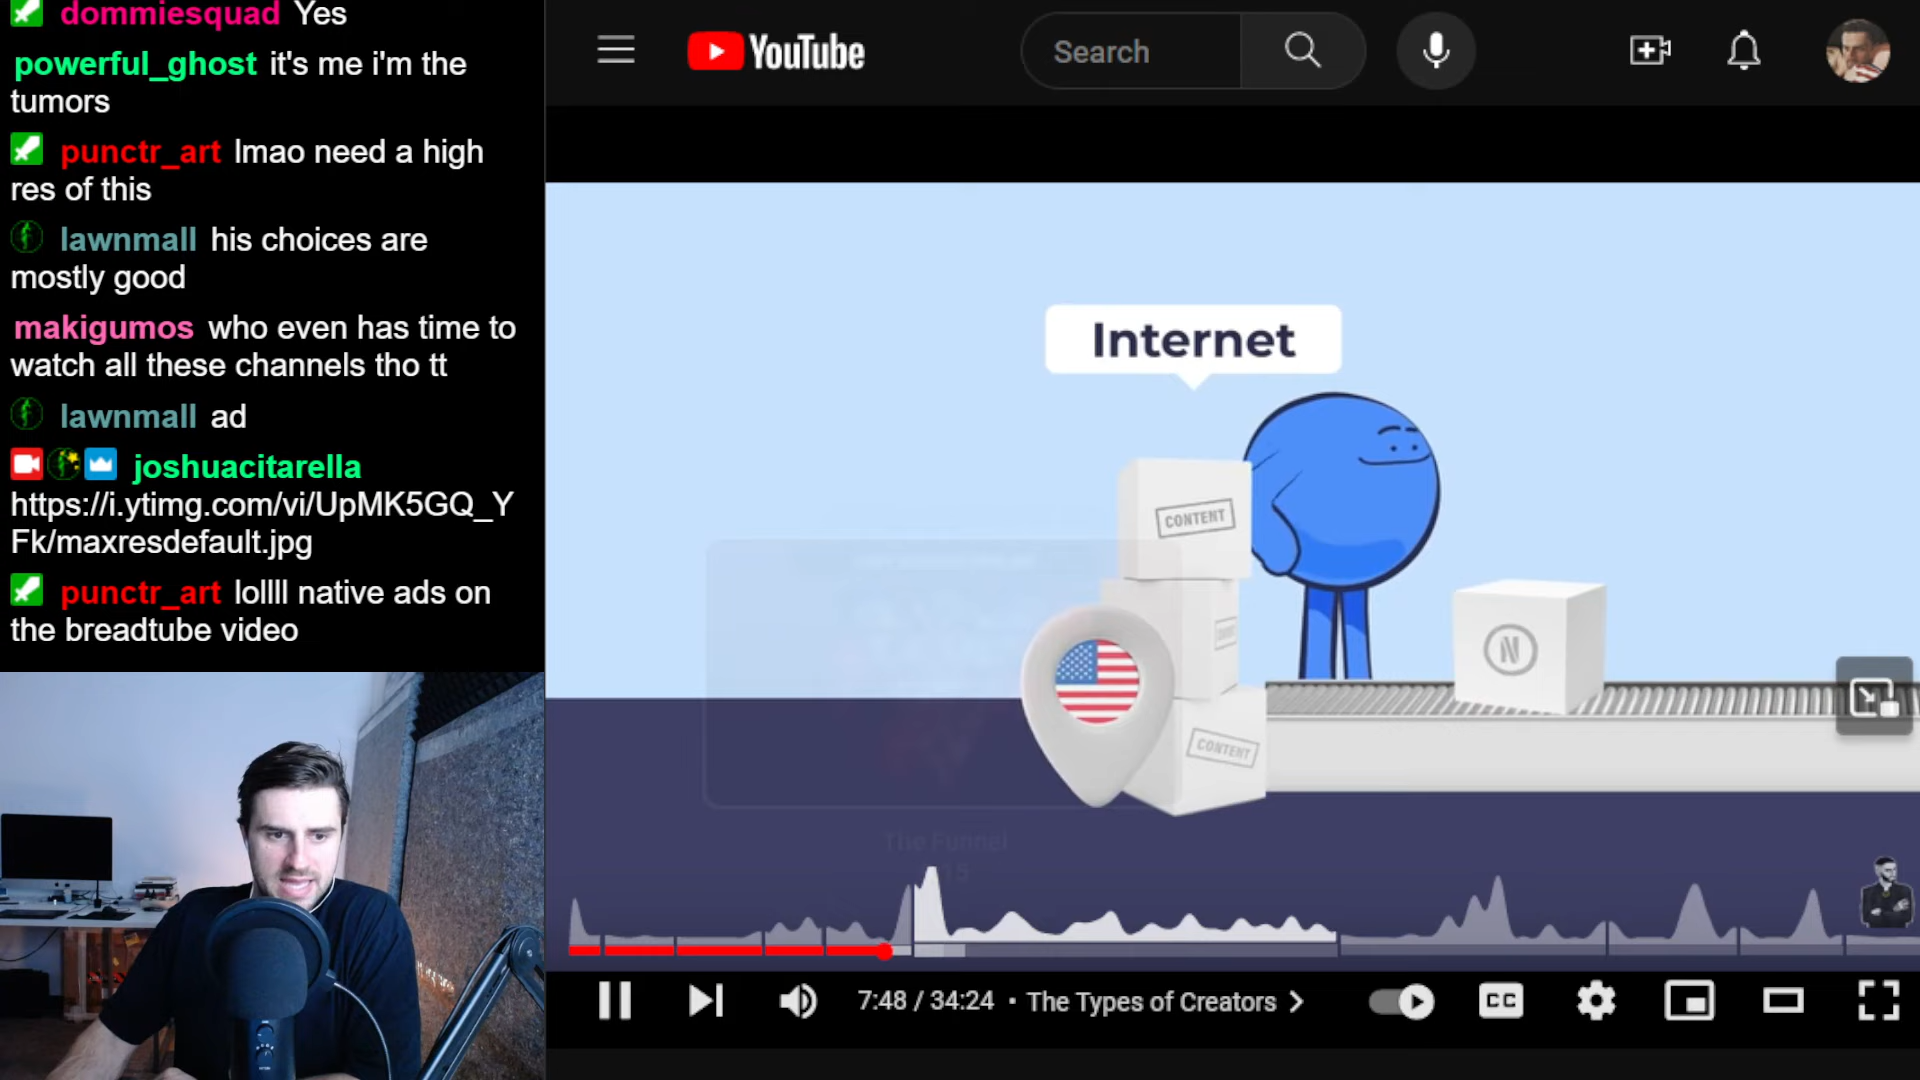 dommiesquad Yes
powerful_ghost it's me i'm the
tumors
punctr_art lmao need a high
res of this
lawnmall his choices are
mostly good
makigumos who even has time to
watch all these channels tho tt
lawnmall ad
joshuacitarella
https://i.ytimg.com/vi/UpMK5GQ_Y
Fk/maxresdefault.jpg
punctr_art lollll native ads on
the breadtube video
YouTube
Search
Internet
CONTENT
CONTENT
N
The Funnel
7:48 / 34:24 • The Types of Creators
CC